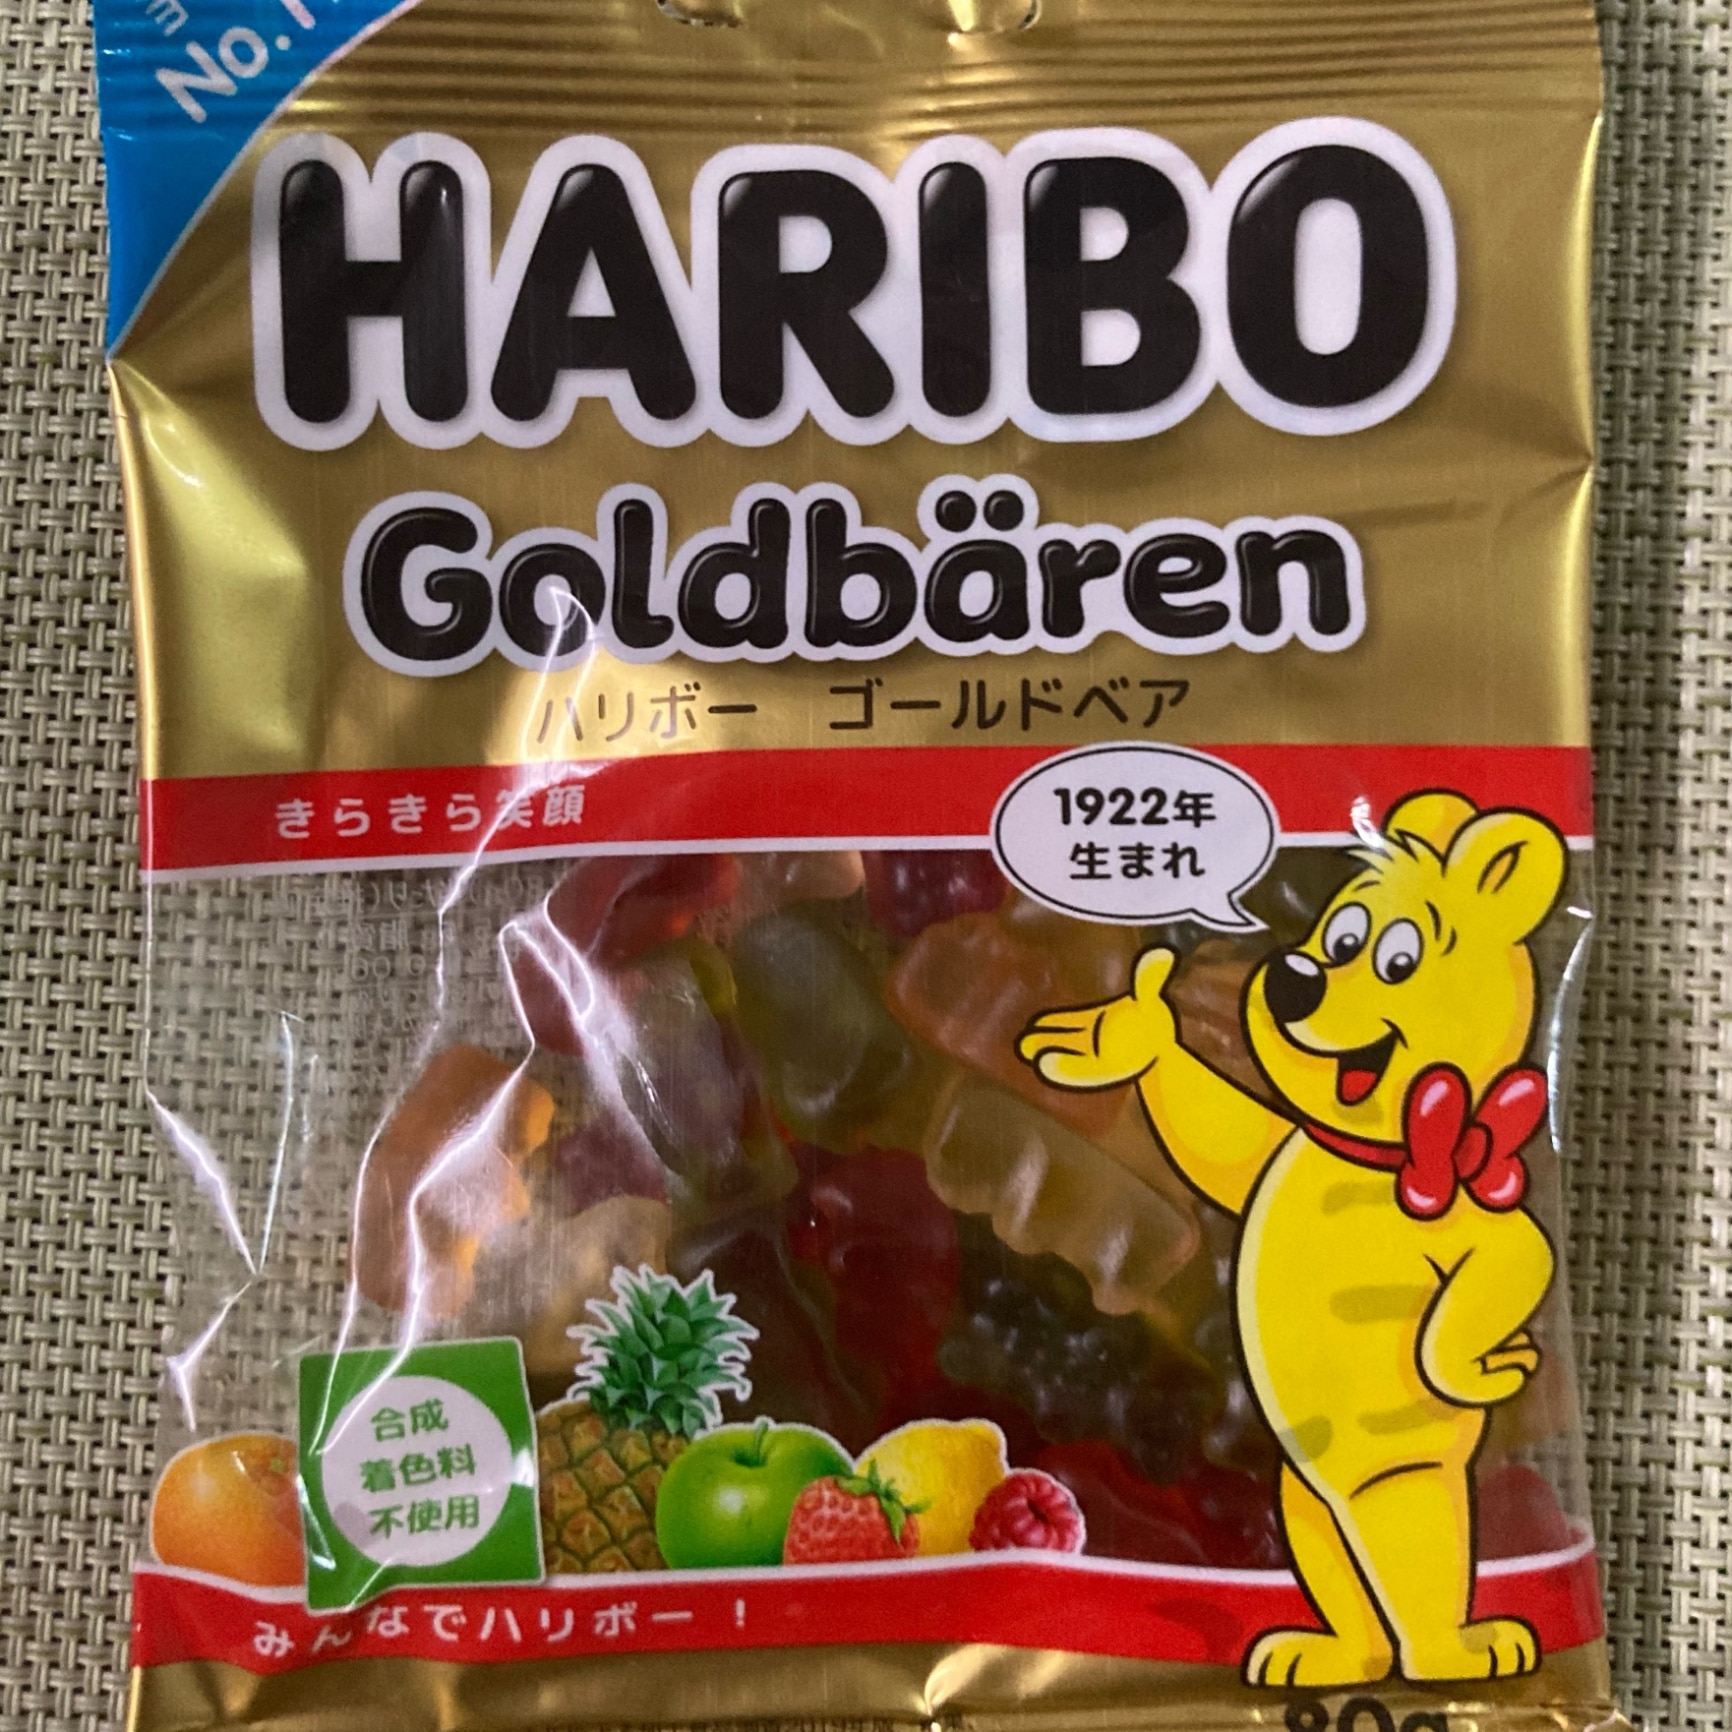 No.1
HARIBO
Goldbären
ハリボー ゴールドベア
きらきら笑顔
1922年
生まれ
合成
着色料
不使用
みんなでハリボー！
80g